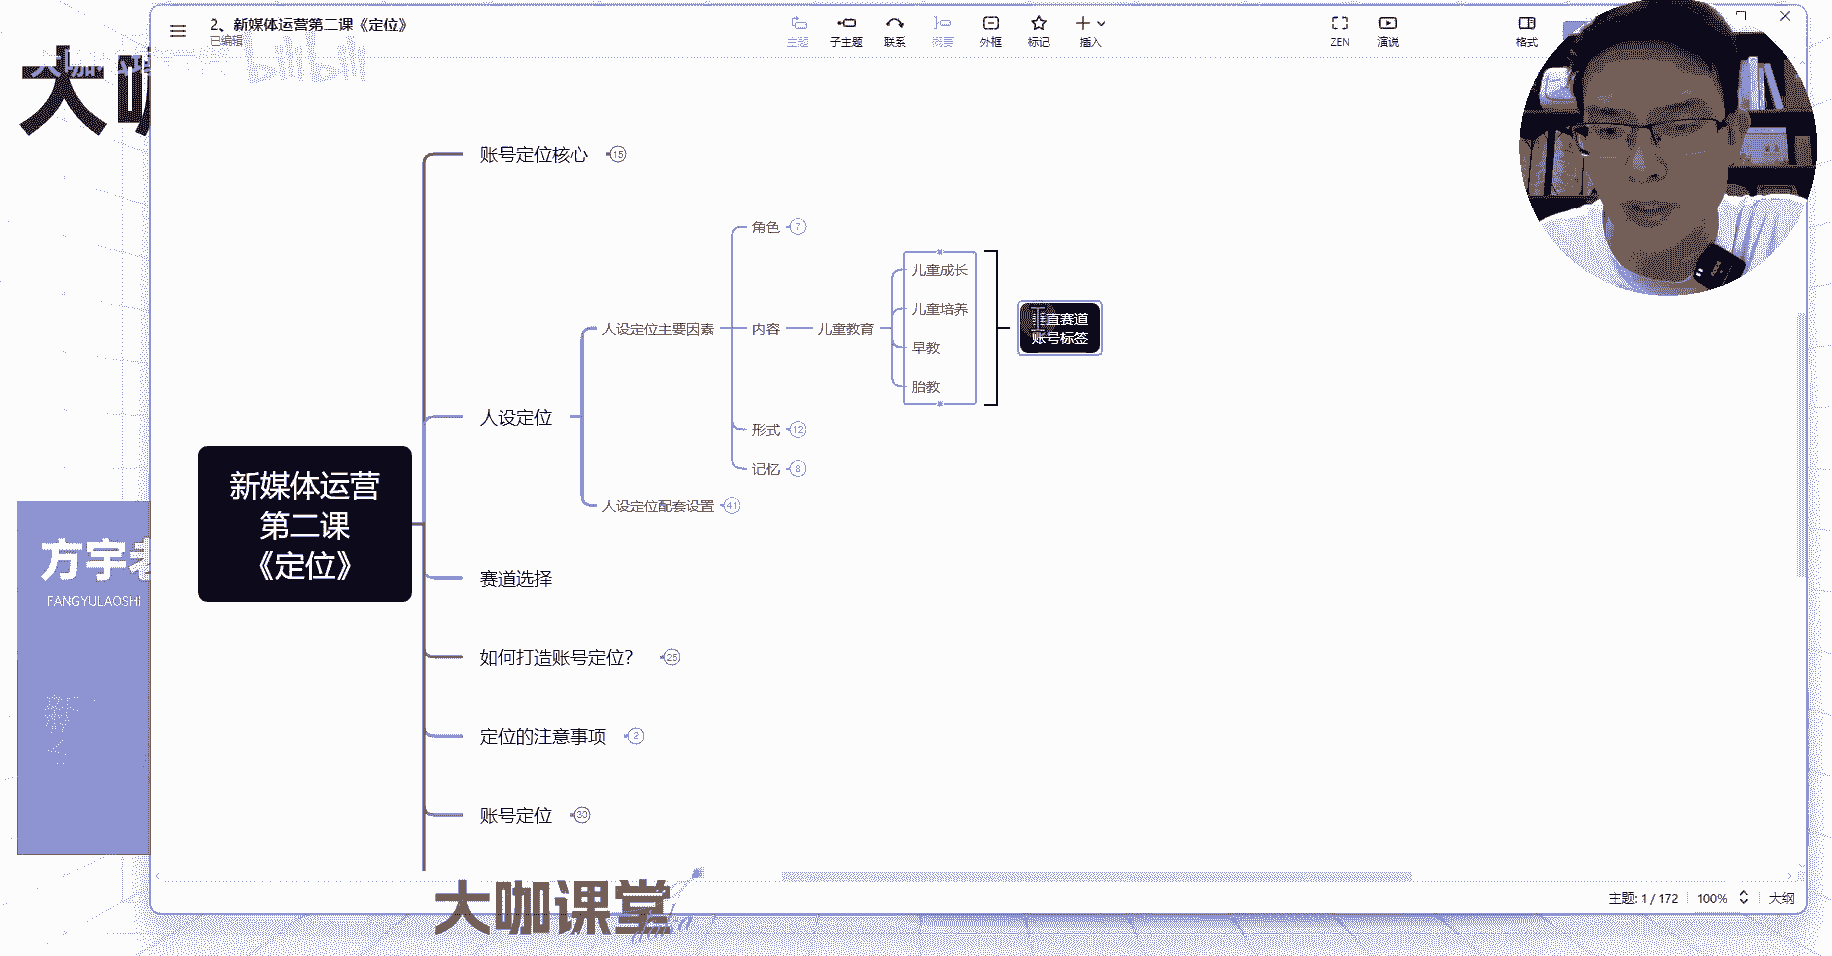 2、新媒体运营第二课《定位》
已编辑
主题
子主题
联系
概要
外框
标记
插入
ZEN
演说
格式
大咖
bilibili
账号定位核心 15
角色 7
儿童成长
儿童培养
早教
胎教
人设定位主要因素
内容
儿童教育
垂直赛道
账号标签
形式 12
记忆 8
人设定位
人设定位配套设置 41
新媒体运营
第二课
《定位》
赛道选择
如何打造账号定位? 25
定位的注意事项 2
账号定位 30
方宇老
FANGYULAOSHI
大咖课堂
主题: 1 / 172
100%
大纲